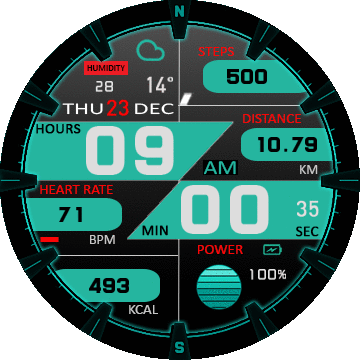 N
STEPS
500
HUMIDITY
28 14°
THU 23 DEC
DISTANCE
10.79
KM
HOURS
09
AM
HEART RATE
71
BPM
MIN
00
35
SEC
POWER
100%
493
KCAL
S